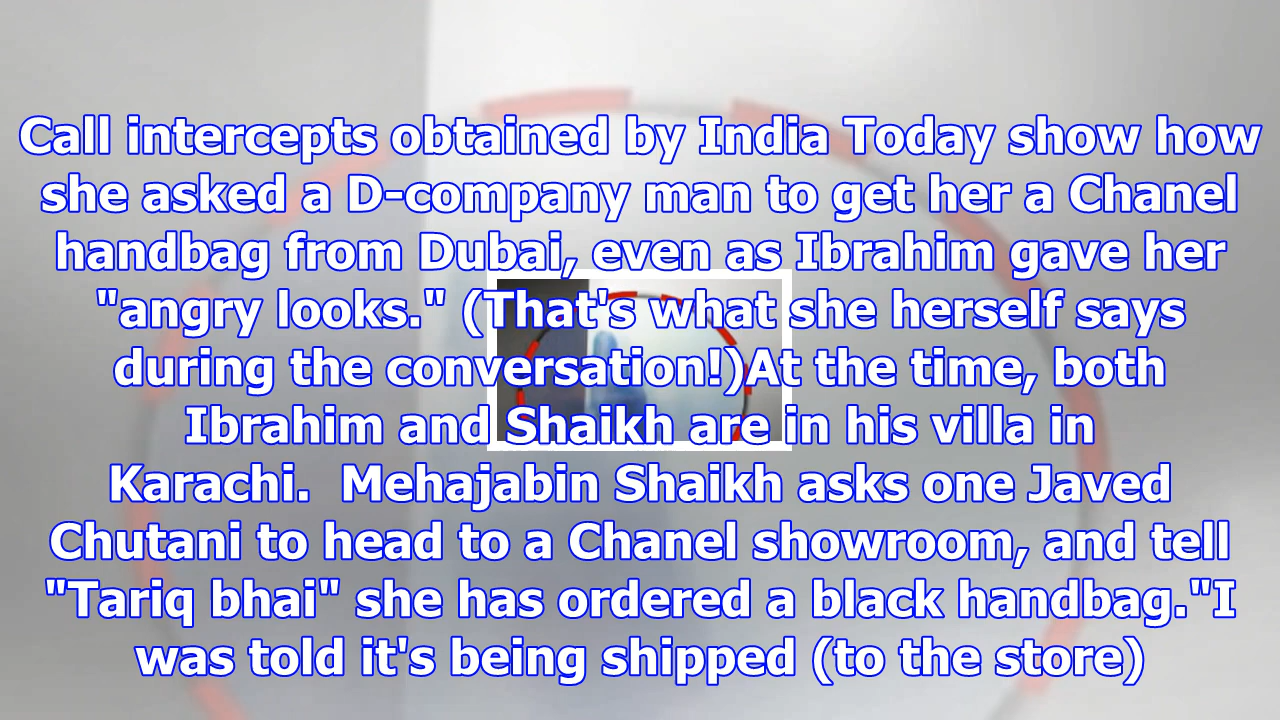 Call intercepts obtained by India Today show how
she asked a D-company man to get her a Chanel
handbag from Dubai, even as Ibrahim gave her
"angry looks." (That's what she herself says
during the conversation!)At the time, both
Ibrahim and Shaikh are in his villa in
Karachi.  Mehajabin Shaikh asks one Javed
Chutani to head to a Chanel showroom, and tell
"Tariq bhai" she has ordered a black handbag."I
was told it's being shipped (to the store)